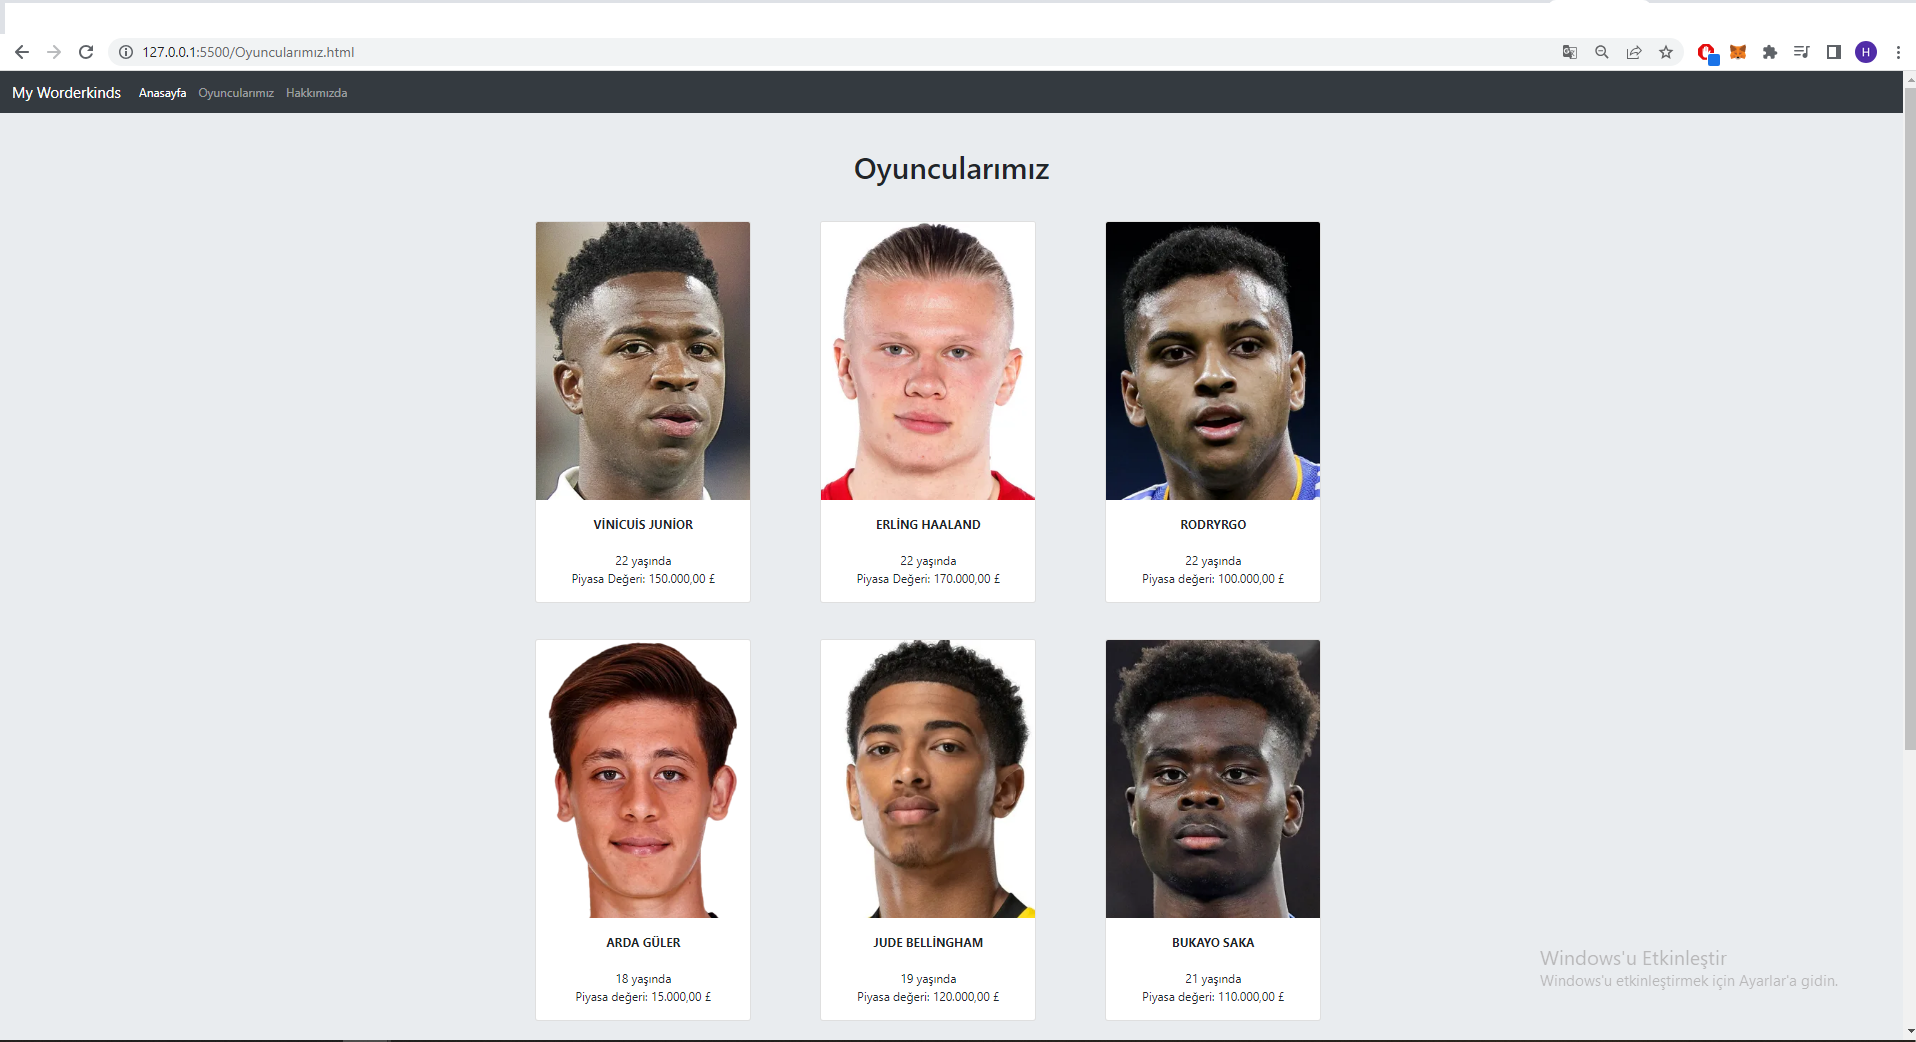 127.0.0.1:5500/Oyuncularımız.html
H
My Worderkinds Anasayfa Oyuncularımız Hakkımızda
Oyuncularımız
VİNİCUİS JUNİOR
22 yaşında
Piyasa Değeri: 150.000,00 £
ERLİNG HAALAND
22 yaşında
Piyasa Değeri: 170.000,00 £
RODRYRGO
22 yaşında
Piyasa değeri: 100.000,00 £
ARDA GÜLER
18 yaşında
Piyasa değeri: 15.000,00 £
JUDE BELLİNGHAM
19 yaşında
Piyasa değeri: 120.000,00 £
BUKAYO SAKA
21 yaşında
Piyasa değeri: 110.000,00 £
Windows'u Etkinleştir
Windows'u etkinleştirmek için Ayarlar'a gidin.